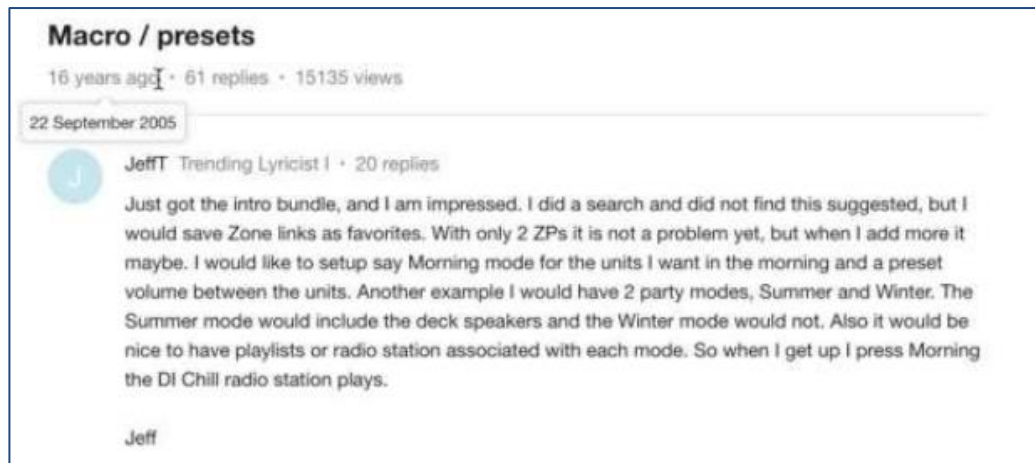 Macro / presets
16 years ago • 61 replies • 15135 views
22 September 2005
J
JeffT Trending Lyricist I • 20 replies
Just got the intro bundle, and I am impressed. I did a search and did not find this suggested, but I
would save Zone links as favorites. With only 2 ZPs it is not a problem yet, but when I add more it
maybe. I would like to setup say Morning mode for the units I want in the morning and a preset
volume between the units. Another example I would have 2 party modes, Summer and Winter. The
Summer mode would include the deck speakers and the Winter mode would not. Also it would be
nice to have playlists or radio station associated with each mode. So when I get up I press Morning
the DI Chill radio station plays.
Jeff